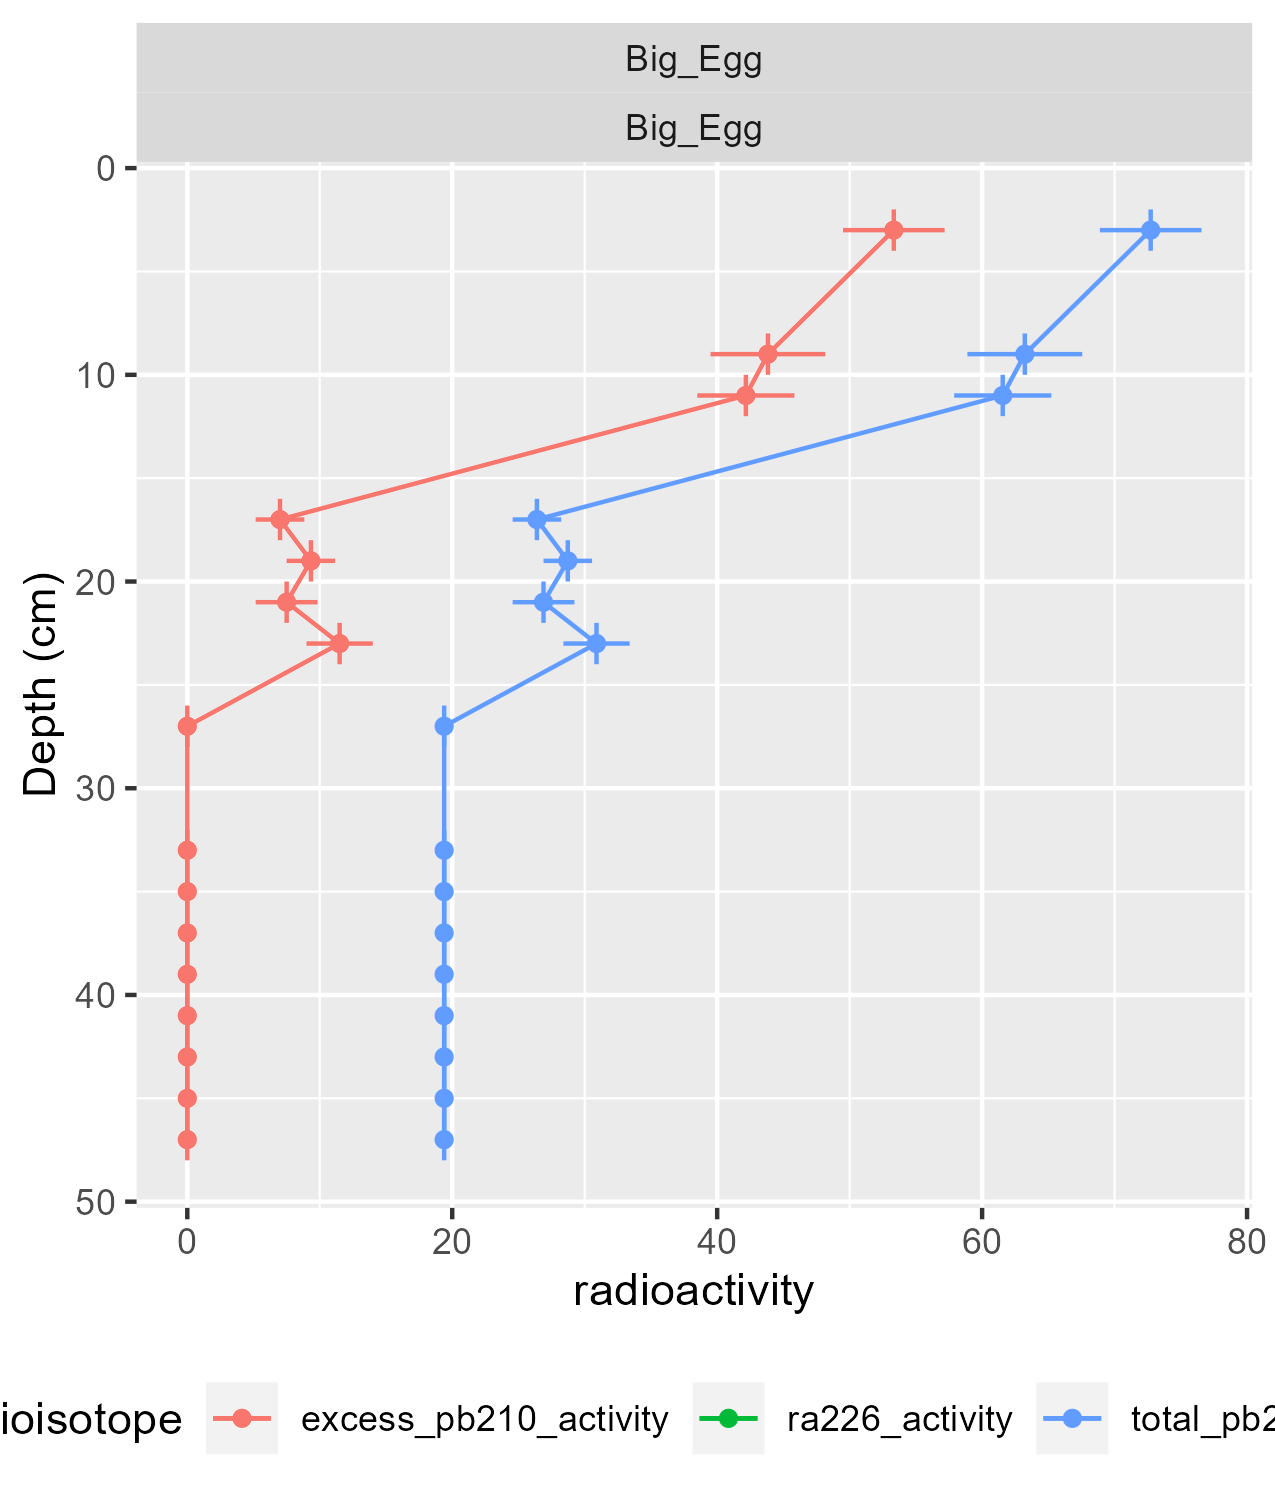 Big_Egg
Big_Egg
0
10
20
30
40
50
Depth (cm)
0 20 40 60 80
radioactivity
ioisotope excess_pb210_activity ra226_activity total_pb2